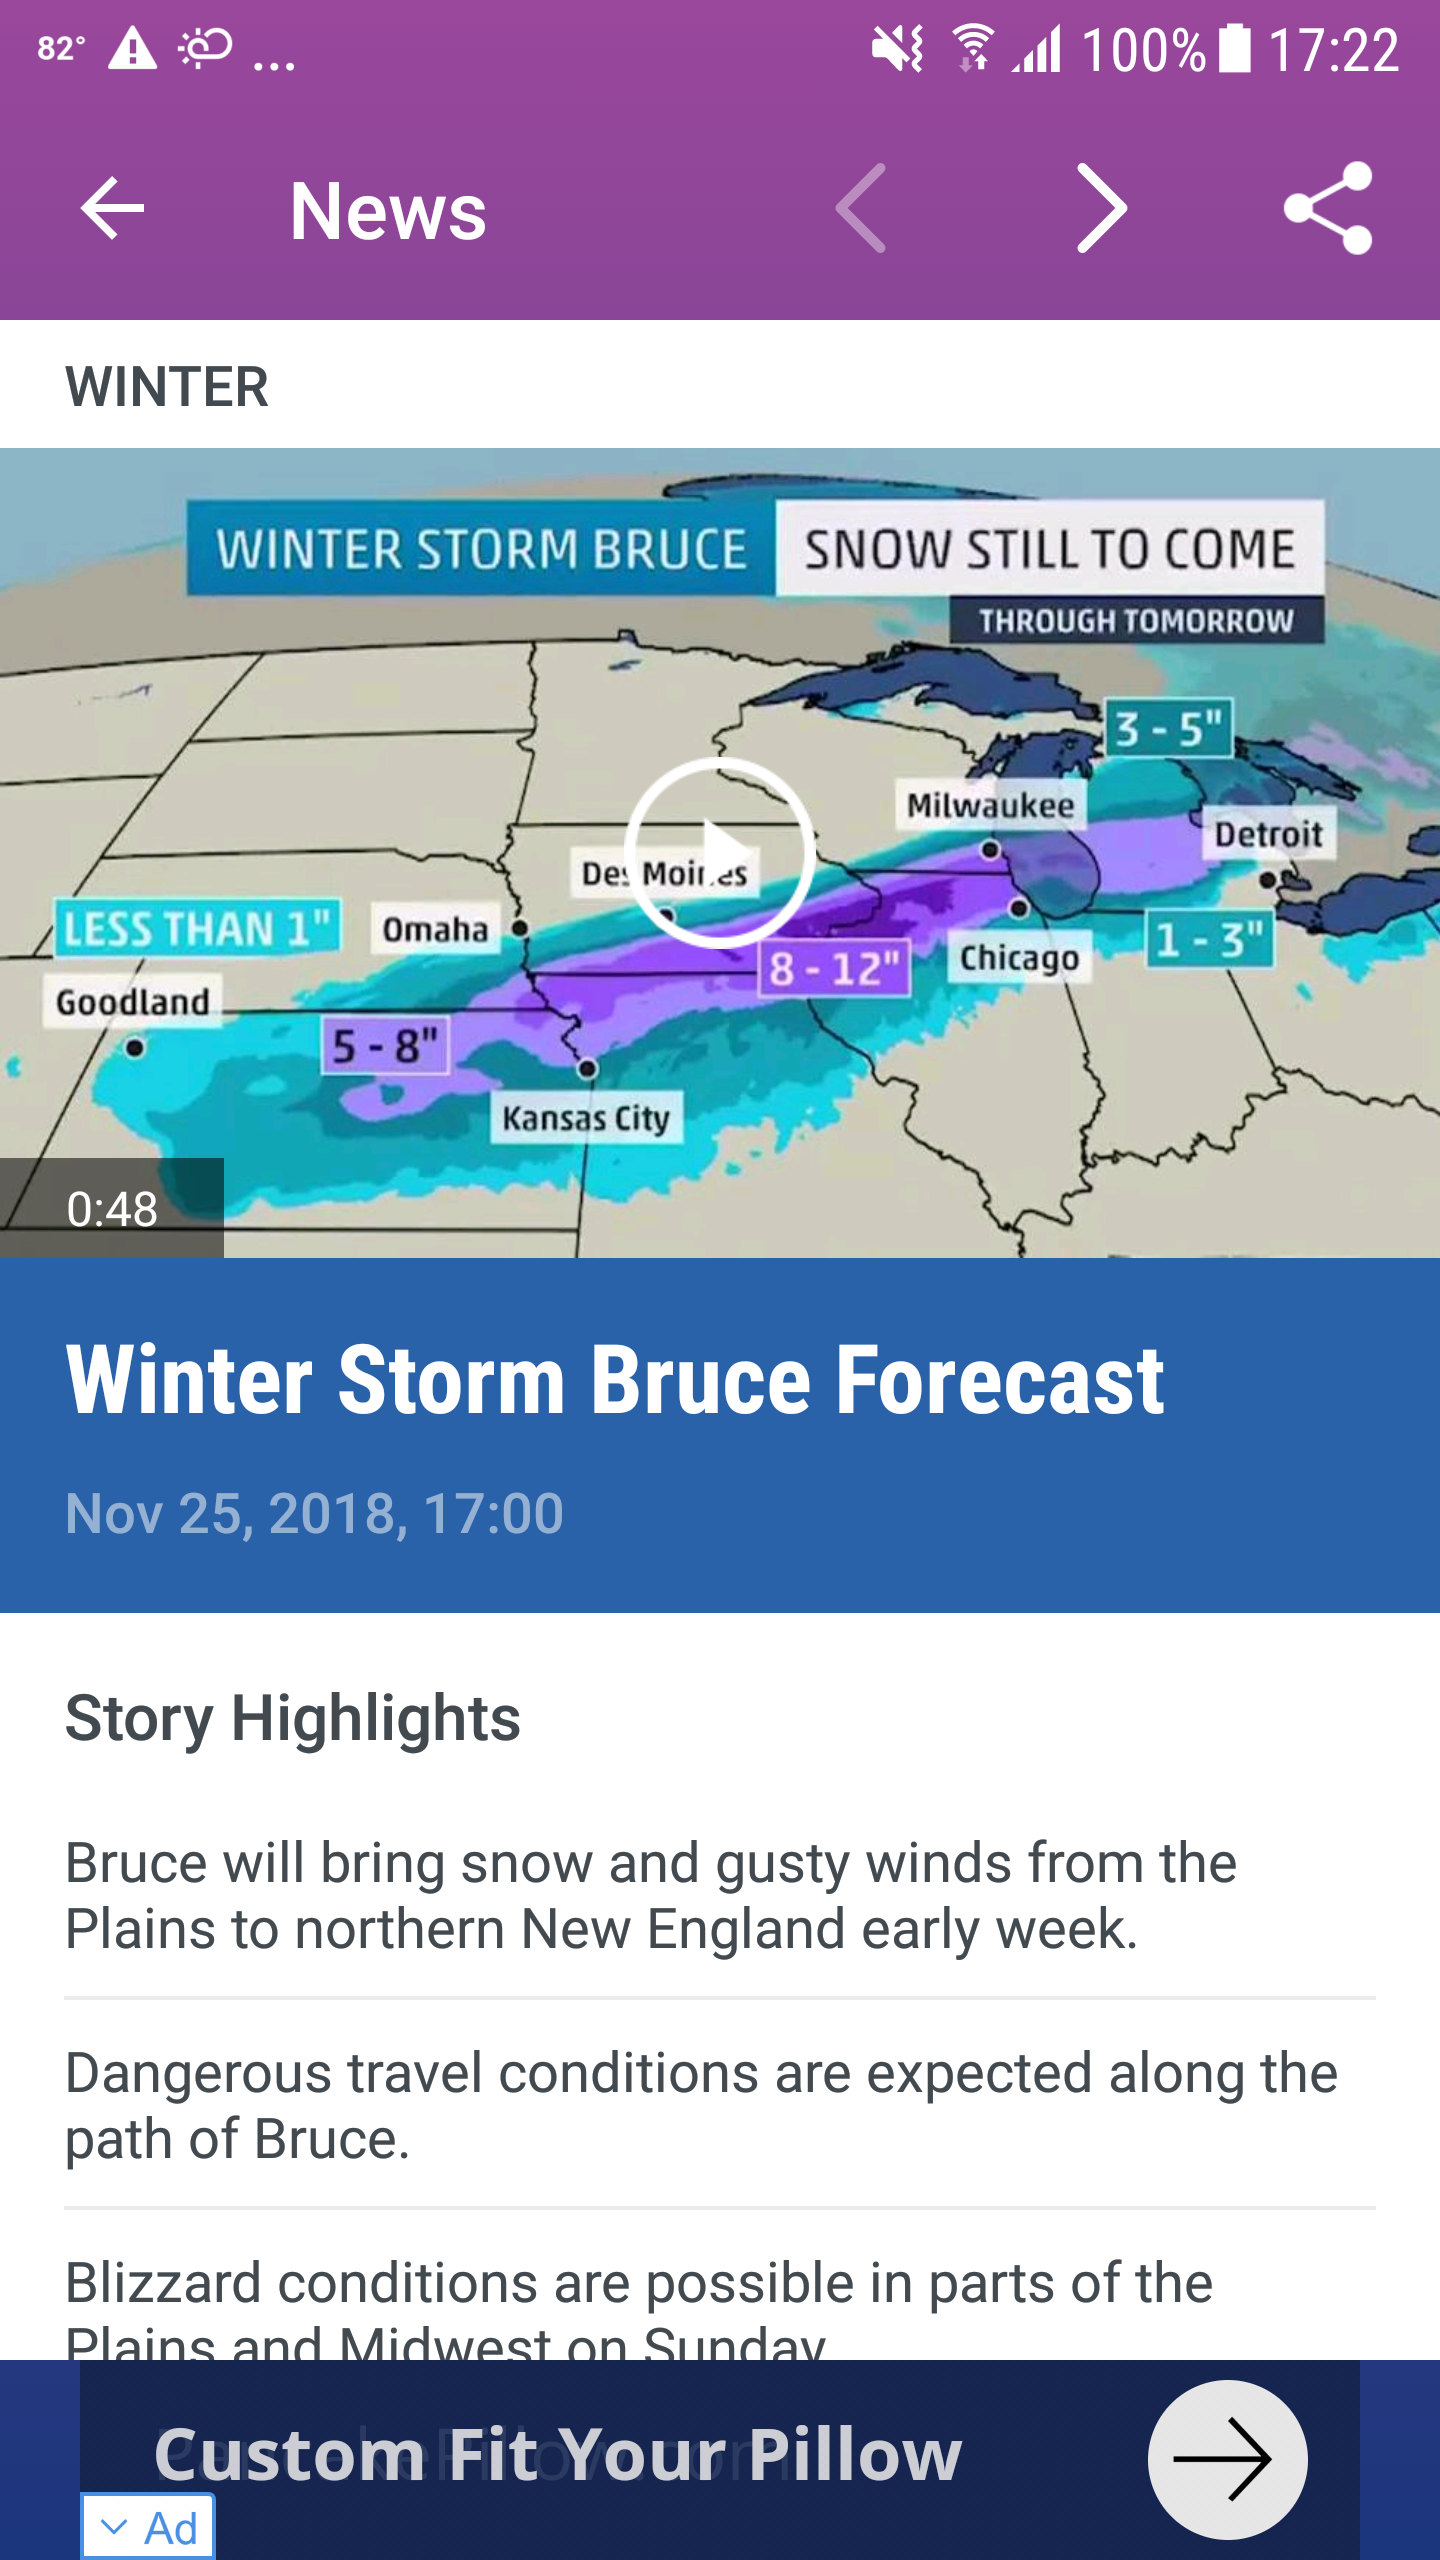 82°
100%
17:22
News
WINTER
WINTER STORM BRUCE
SNOW STILL TO COME
THROUGH TOMORROW
3 - 5"
Milwaukee
Detroit
Des Moines
LESS THAN 1"
Omaha
1 - 3"
8 - 12"
Chicago
Goodland
5 - 8"
Kansas City
0:48
Winter Storm Bruce Forecast
Nov 25, 2018, 17:00
Story Highlights
Bruce will bring snow and gusty winds from the
Plains to northern New England early week.
Dangerous travel conditions are expected along the
path of Bruce.
Blizzard conditions are possible in parts of the
Plains and Midwest on Sunday
Custom Fit Your Pillow
Ad